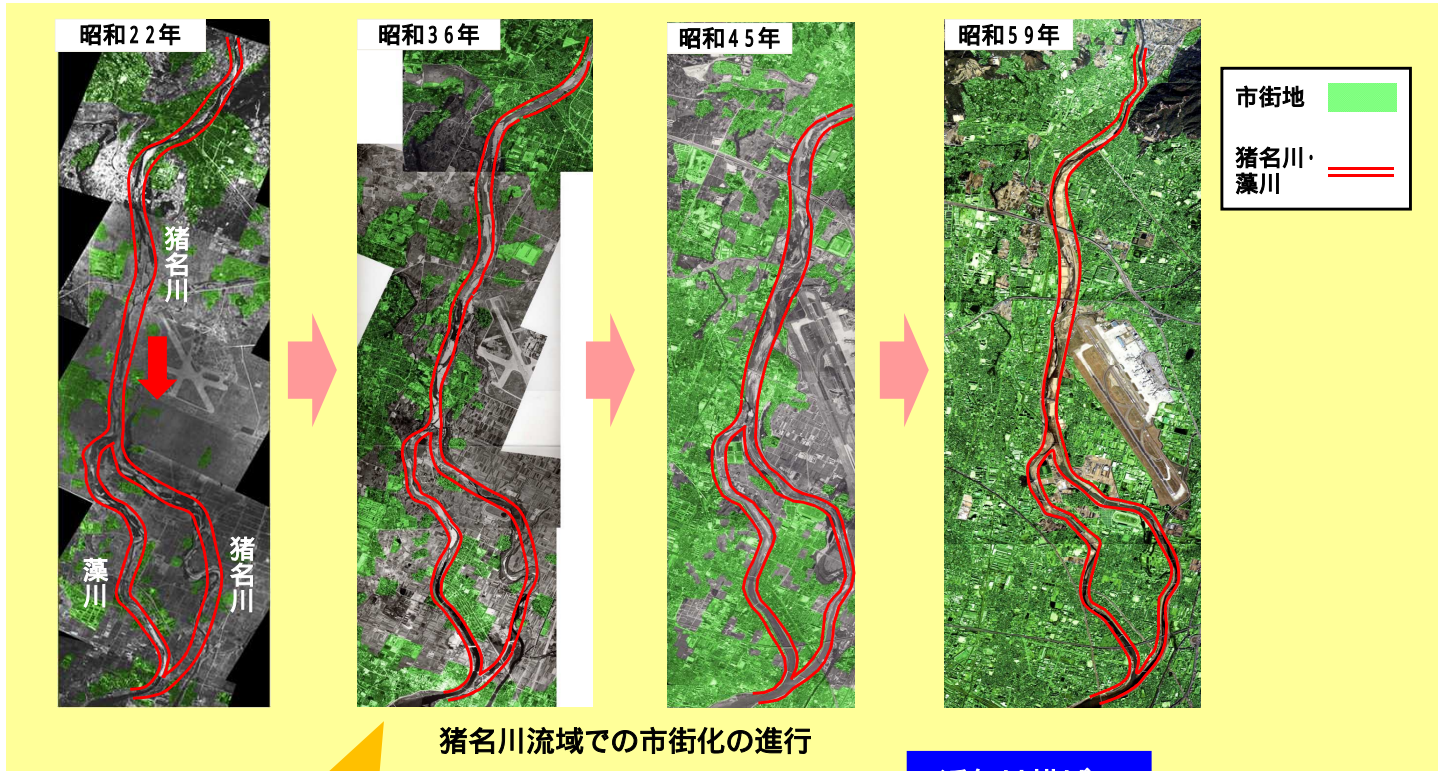 昭和22年
昭和36年
昭和45年
昭和59年
市街地
猪名川・
藻川
猪名川
藻川
猪名川
猪名川流域での市街化の進行